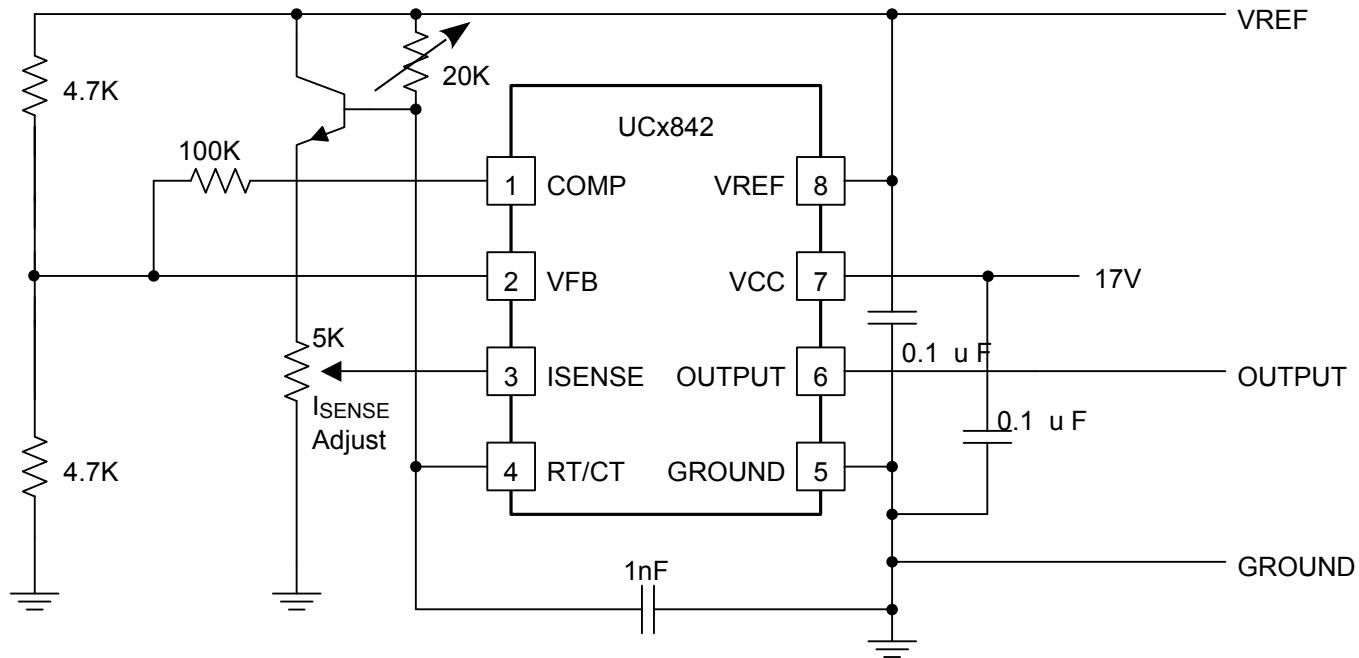 VREF
4.7K
20K
UCx842
100K
1 COMP
VREF 8
2 VFB
VCC 7
17V
5K
0.1 u F
3 ISENSE
OUTPUT 6
OUTPUT
ISENSE
Adjust
0.1 u F
4.7K
4 RT/CT
GROUND 5
1nF
GROUND